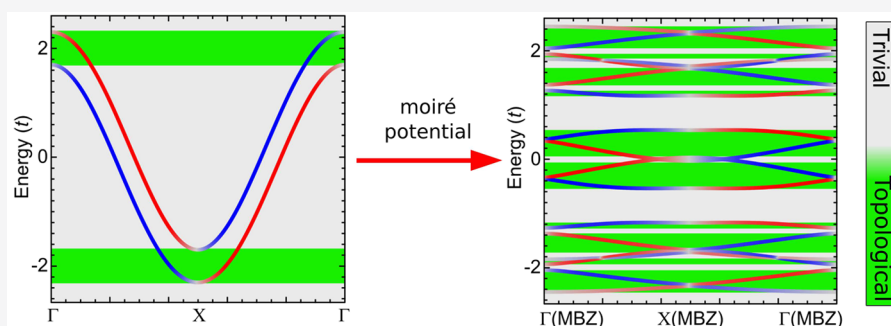 Energy (t)
2
0
-2
Γ
X
Γ
moiré
potential
Energy (t)
2
0
-2
Γ(MBZ)
X(MBZ)
Γ(MBZ)
Trivial
Topological